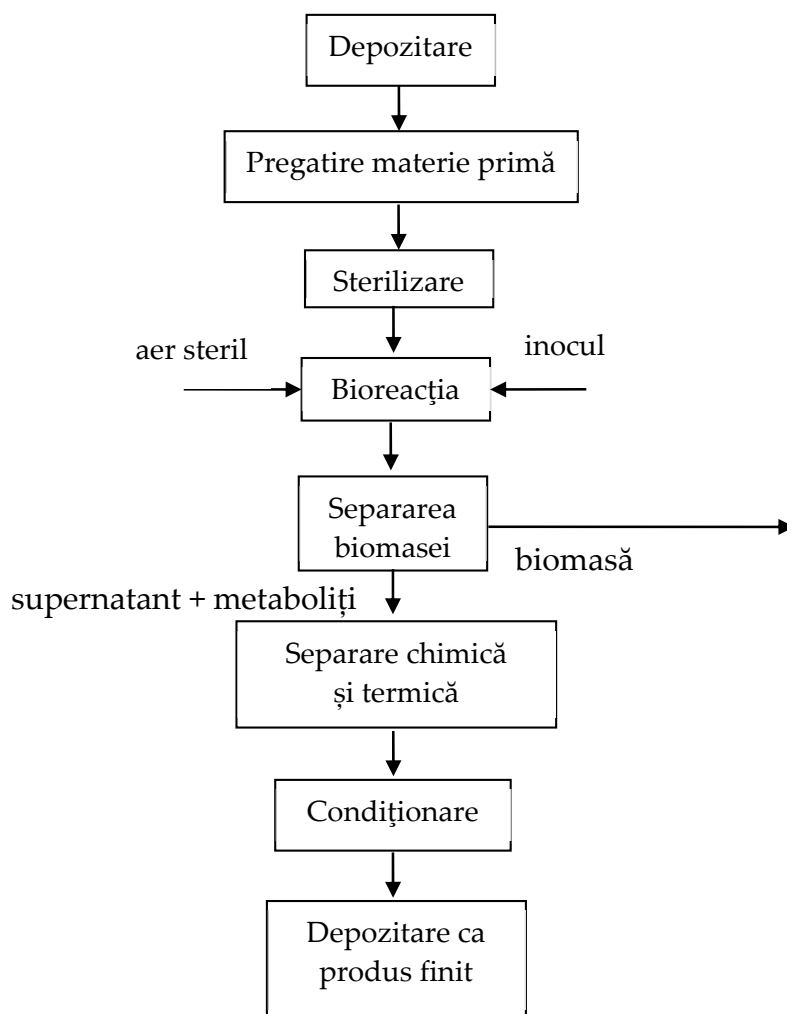 Depozitare
Pregatire materie primă
Sterilizare
aer steril
inocul
Bioreacţia
Separarea
biomasei
biomasă
supernatant + metaboliți
Separare chimică
și termică
Condiţionare
Depozitare ca
produs finit